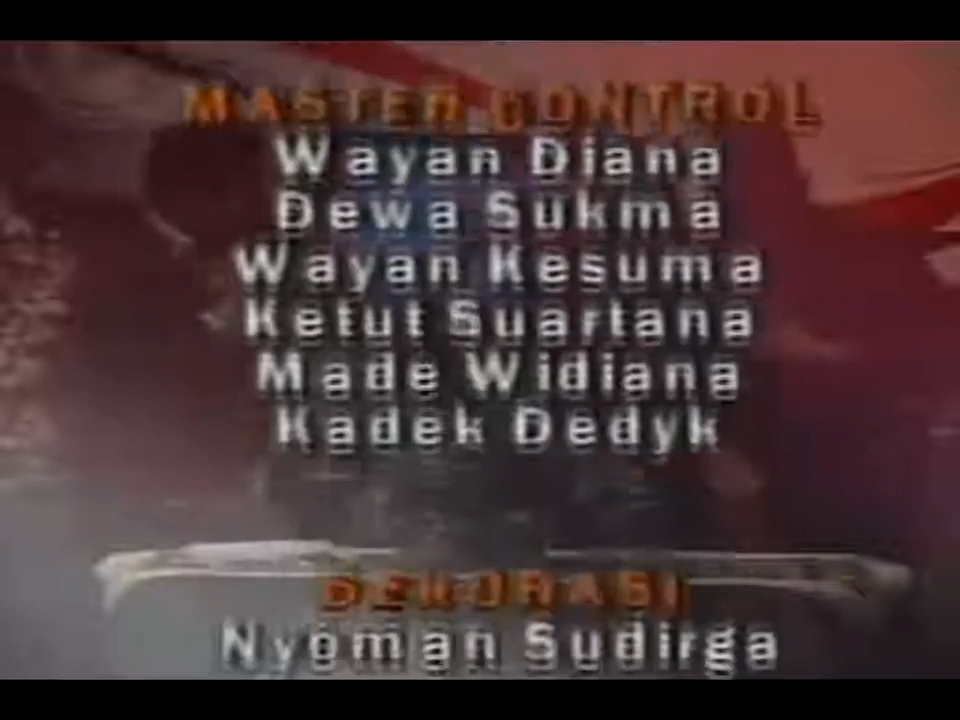 MASTER CONTROL
Wayan Diana
Dewa Sukma
Wayan Kesuma
Ketut Suartana
Made Widiana
Kadek Dedyk
DEKORASI
Nyoman Sudirga